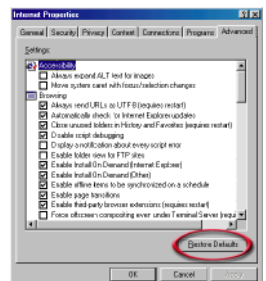 Internet Properties
General Security Privacy Content Connections Programs Advanced
Settings:
Accessibility
Always expand ALT text for images
Move system caret with focus/selection changes
Browsing
Always send URLs as UTF-8 (requires restart)
Automatically check for Internet Explorer updates
Close unused folders in History and Favorites (requires restart)
Disable script debugging
Display a notification about every script error
Enable folder view for FTP sites
Enable Install On Demand (Internet Explorer)
Enable Install On Demand (Other)
Enable offline items to be synchronized on a schedule
Enable page transitions
Enable third-party browser extensions (requires restart)
Force offscreen compositing even under Terminal Server (requi
Restore Defaults
OK Cancel Apply